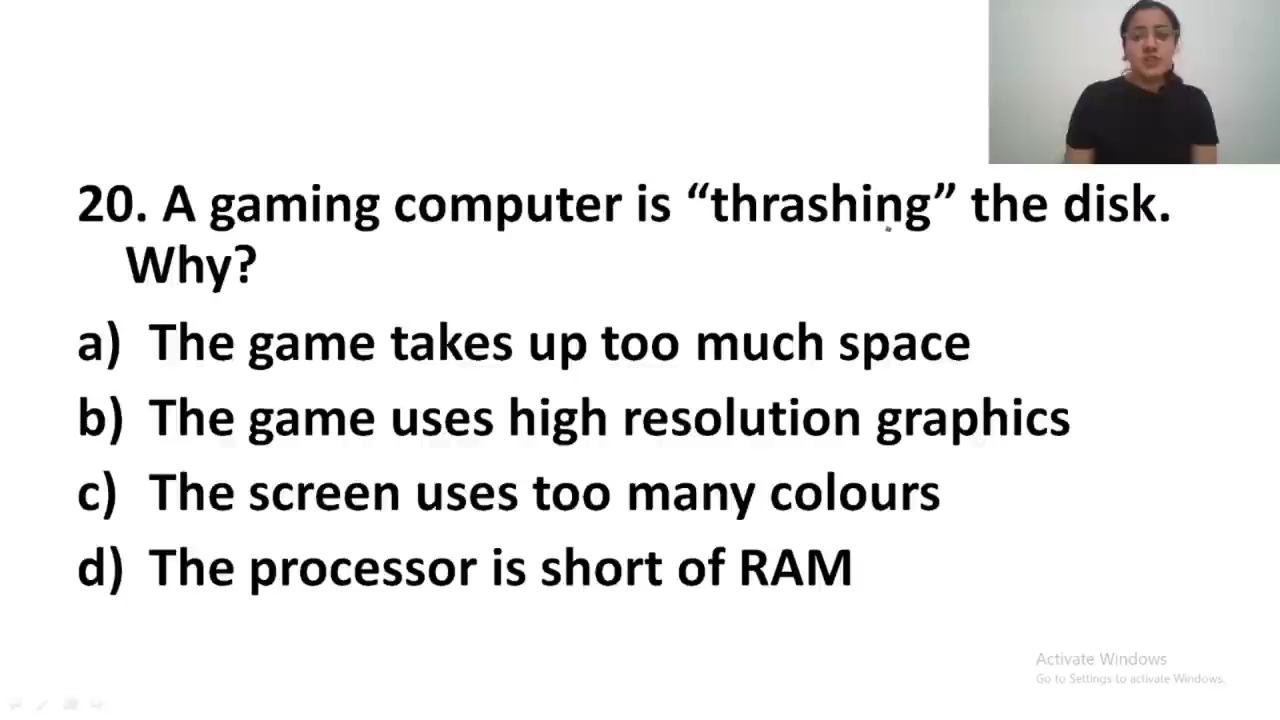 20. A gaming computer is “thrashing” the disk.
Why?
a) The game takes up too much space
b) The game uses high resolution graphics
c) The screen uses too many colours
d) The processor is short of RAM
Activate Windows
Go to Settings to activate Windows.